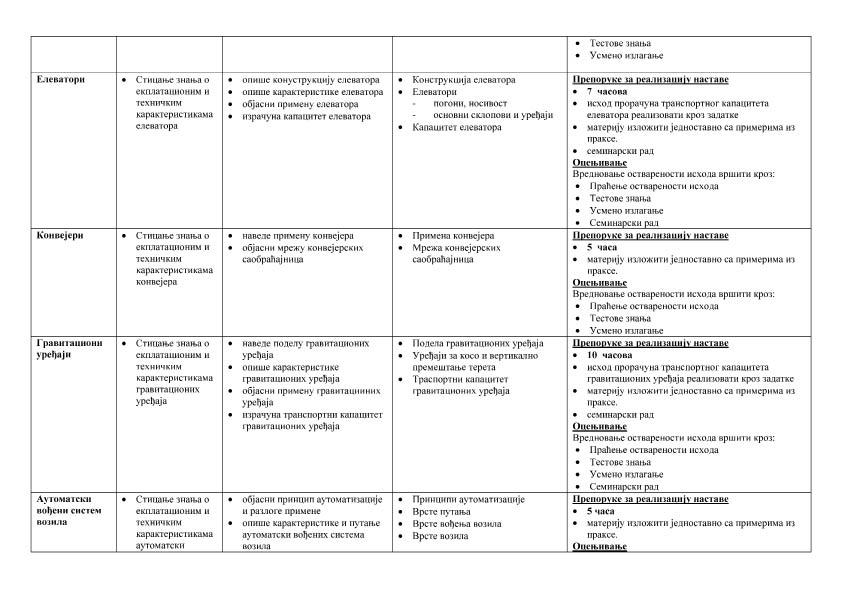 • Тестове знања
• Усмено излагање
Елеватори
• Стицање знања о
екплатационим и
техничким
карактеристикама
елеватора
• опише конуструкцију елеватора
• опише карактеристике елеватора
• објасни примену елеватора
• израчуна капацитет елеватора
• Конструкција елеватора
• Елеватори
- погони, носивост
- основни склопови и уређаји
• Капацитет елеватора
Препоруке за реализацију наставе
• 7 часова
• исход прорачуна транспортног капацитета
елеватора реализовати кроз задатке
• материју изложити једноставно са примерима из
праксе.
• семинарски рад
Оцењивање
Вредновање остварености исхода вршити кроз:
• Праћење остварености исхода
• Тестове знања
• Усмено излагање
• Семинарски рад
Конвејери
• Стицање знања о
екплатационим и
техничким
карактеристикама
конвејера
• наведе примену конвејера
• објасни мрежу конвејерских
саобраћајница
• Примена конвејера
• Мрежа конвејерских
саобраћајница
Препоруке за реализацију наставе
• 5 часа
• материју изложити једноставно са примерима из
праксе.
Оцењивање
Вредновање остварености исхода вршити кроз:
• Праћење остварености исхода
• Тестове знања
• Усмено излагање
Гравитациони
уређаји
• Стицање знања о
екплатационим и
техничким
карактеристикама
гравитационих
уређаја
• наведе поделу гравитационих
уређаја
• опише карактеристике
гравитационих уређаја
• објасни примену гравитацииних
уређаја
• израчуна транспортни капацитет
гравитационих уређаја
• Подела гравитационих уређаја
• Уређаји за косо и вертикално
премештање терета
• Траспортни капацитет
гравитационих уређаја
Препоруке за реализацију наставе
• 10 часова
• исход прорачуна транспортног капацитета
гравитационих уређаја реализовати кроз задатке
• материју изложити једноставно са примерима из
праксе.
• семинарски рад
Оцењивање
Вредновање остварености исхода вршити кроз:
• Праћење остварености исхода
• Тестове знања
• Усмено излагање
• Семинарски рад
Аутоматски
вођени систем
возила
• Стицање знања о
екплатационим и
техничким
карактеристикама
аутоматски
• објасни принцип аутоматизације
и разлоге примене
• опише карактеристике и путање
аутоматски вођених система
возила
• Принципи аутоматизације
• Врсте путања
• Врсте вођења возила
• Врсте возила
Препоруке за реализацију наставе
• 5 часа
• материју изложити једноставно са примерима из
праксе.
Оцењивање